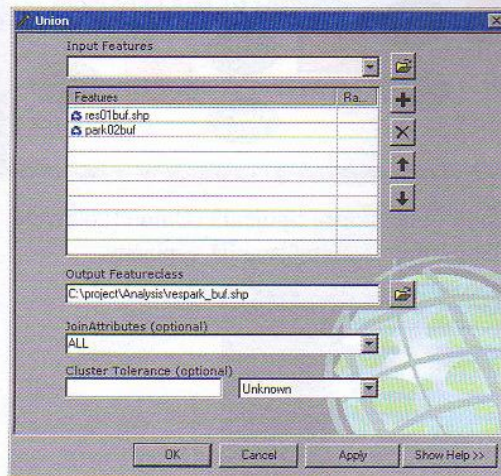 Union
Input Features
Features Ra...
res01buf.shp
park02buf
Output Featureclass
C:\project\Analysis\respark_buf.shp
JoinAttributes (optional)
ALL
Cluster Tolerance (optional)
Unknown
OK Cancel Apply Show Help >>